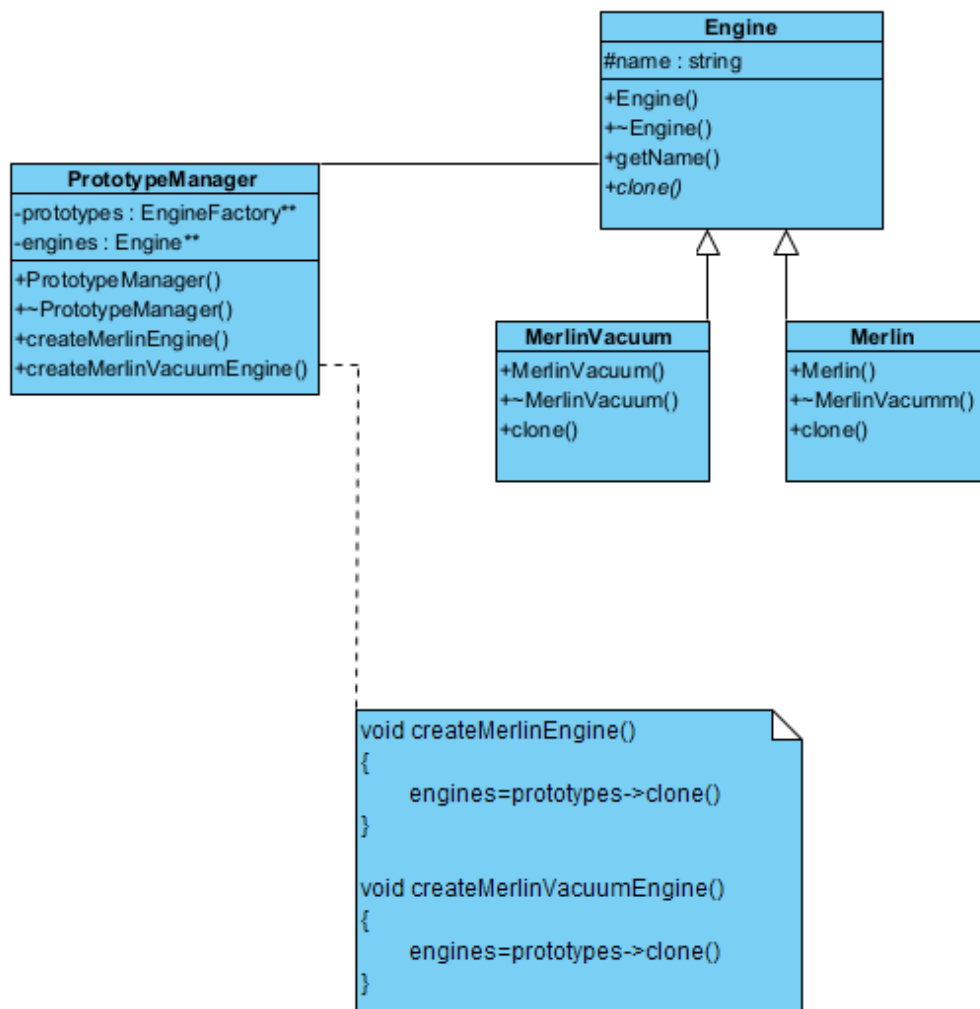 Engine
#name : string
+Engine()
+~Engine()
+getName()
+clone()
PrototypeManager
-prototypes : EngineFactory**
-engines : Engine**
+PrototypeManager()
+~PrototypeManager()
+createMerlinEngine()
+createMerlinVacuumEngine()
MerlinVacuum
+MerlinVacuum()
+~MerlinVacuum()
+clone()
Merlin
+Merlin()
+~MerlinVacumm()
+clone()
void createMerlinEngine()
{
engines=prototypes->clone()
}
void createMerlinVacuumEngine()
{
engines=prototypes->clone()
}